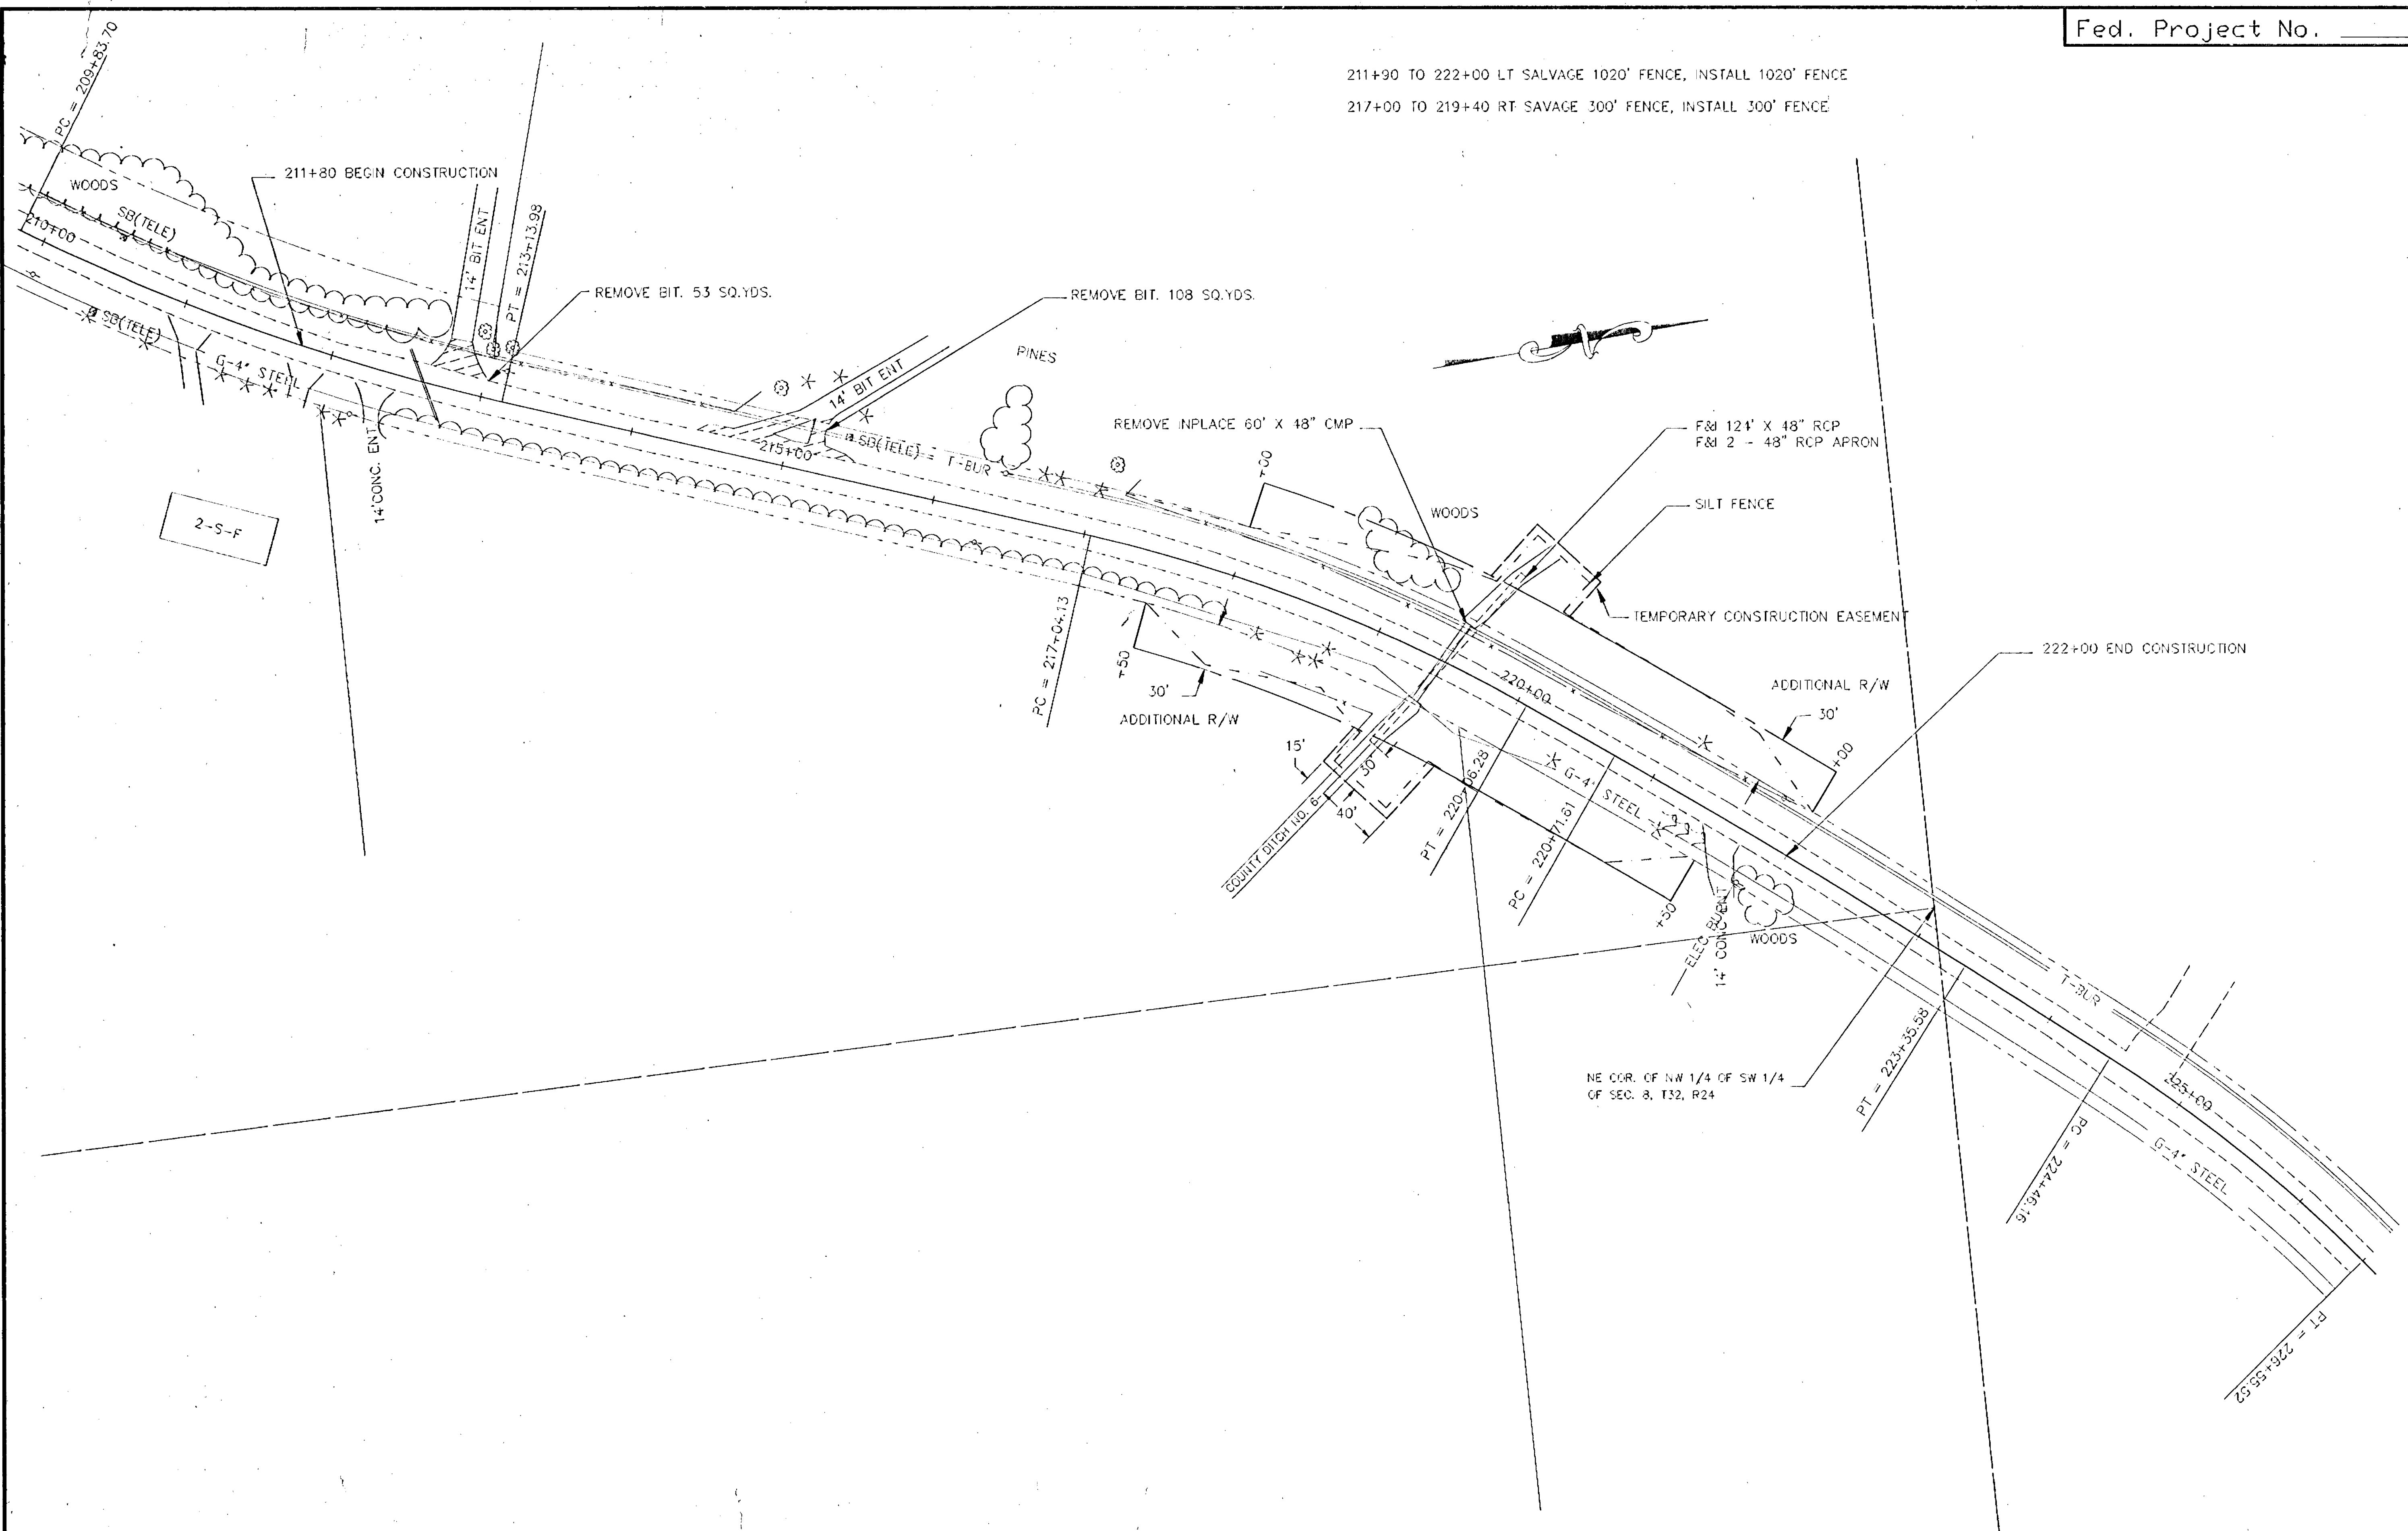 Fed. Project No.
211+90 TO 222+00 LT SALVAGE 1020' FENCE, INSTALL 1020' FENCE
217+00 TO 219+40 RT SAVAGE 300' FENCE, INSTALL 300' FENCE
PC = 209+83.70
WOODS
SB(TELE)
210+00
211+80 BEGIN CONSTRUCTION
14' BIT ENT
PT = 213+13.98
REMOVE BIT. 53 SQ.YDS.
REMOVE BIT. 108 SQ.YDS.
SB(TELE)
G-4" STEEL
14' CONC. ENT
2-S-F
14' BIT ENT
215+00
SB(TELE)
T-BUR
PINES
REMOVE INPLACE 60' X 48" CMP
+00
WOODS
F&I 124' X 48" RCP
F&I 2 - 48" RCP APRON
SILT FENCE
TEMPORARY CONSTRUCTION EASEMENT
222+00 END CONSTRUCTION
ADDITIONAL R/W
30'
+00
PC = 217+04.13
+50
30'
ADDITIONAL R/W
220+00
15'
30'
40'
COUNTY DITCH NO. 6
PT = 220+06.28
PC = 220+71.61
G-4" STEEL
+50
ELEC BUR
14' CONC ENT
WOODS
NE COR. OF NW 1/4 OF SW 1/4
OF SEC. 8, T32, R24
PT = 223+35.58
T-BUR
225+00
PC = 224+46.16
G-4" STEEL
PT = 226+55.52